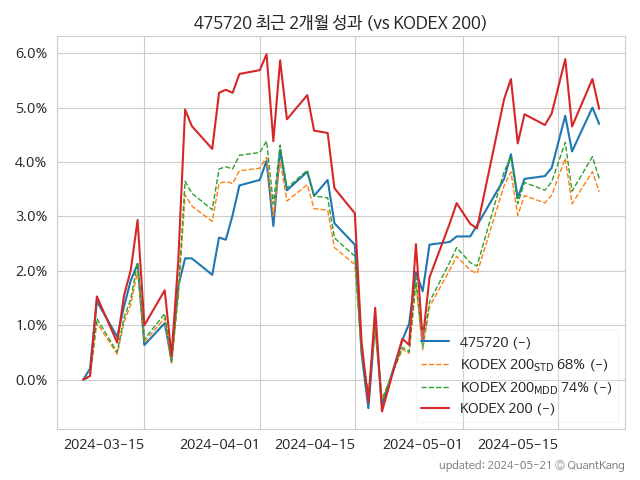 475720 최근 2개월 성과 (vs KODEX 200)
6.0%
5.0%
4.0%
3.0%
2.0%
1.0%
0.0%
475720 (-)
KODEX 200STD 68% (-)
KODEX 200MDD 74% (-)
KODEX 200 (-)
2024-03-15 2024-04-01 2024-04-15 2024-05-01 2024-05-15
updated: 2024-05-21 © QuantKang